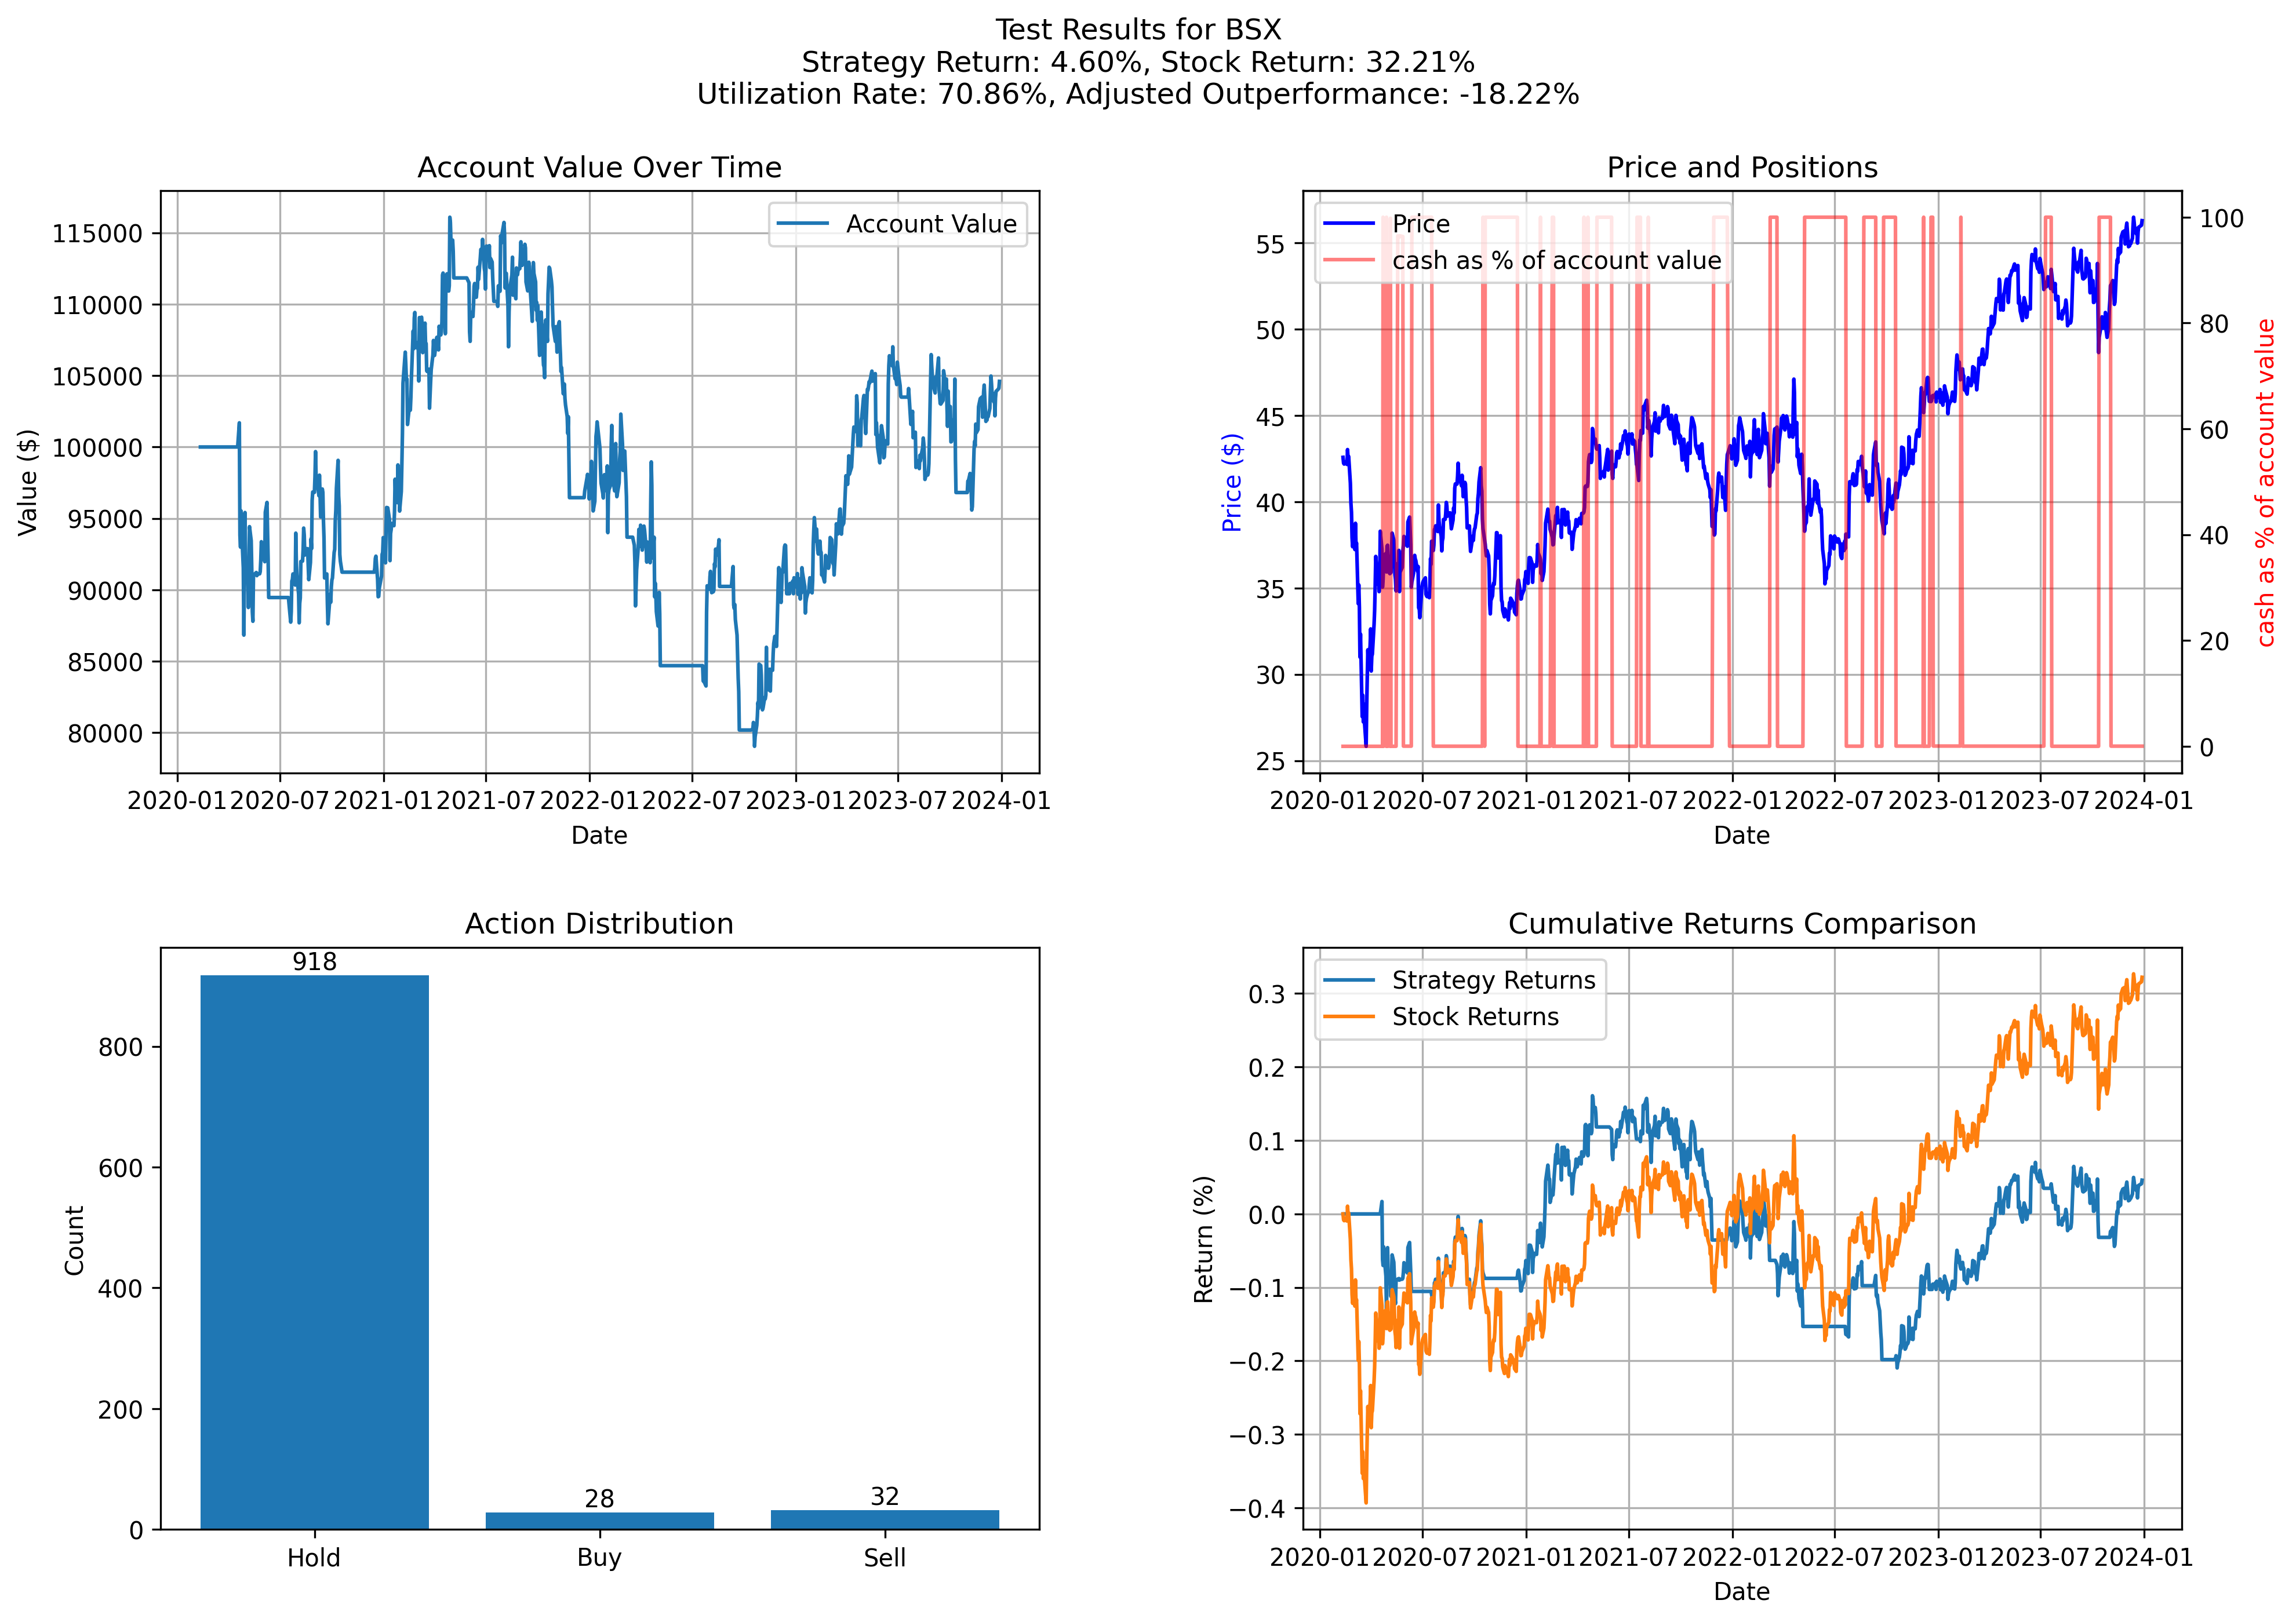 Test Results for BSX
Strategy Return: 4.60%, Stock Return: 32.21%
Utilization Rate: 70.86%, Adjusted Outperformance: -18.22%
Account Value Over Time
Account Value
115000
110000
105000
100000
95000
90000
85000
80000
Value ($)
2020-01 2020-07 2021-01 2021-07 2022-01 2022-07 2023-01 2023-07 2024-01
Date
Price and Positions
Price
cash as % of account value
55
50
45
40
35
30
25
Price ($)
100
80
60
40
20
0
cash as % of account value
2020-01 2020-07 2021-01 2021-07 2022-01 2022-07 2023-01 2023-07 2024-01
Date
Action Distribution
918
28
32
800
600
400
200
0
Count
Hold Buy Sell
Cumulative Returns Comparison
Strategy Returns
Stock Returns
0.3
0.2
0.1
0.0
−0.1
−0.2
−0.3
−0.4
Return (%)
2020-01 2020-07 2021-01 2021-07 2022-01 2022-07 2023-01 2023-07 2024-01
Date